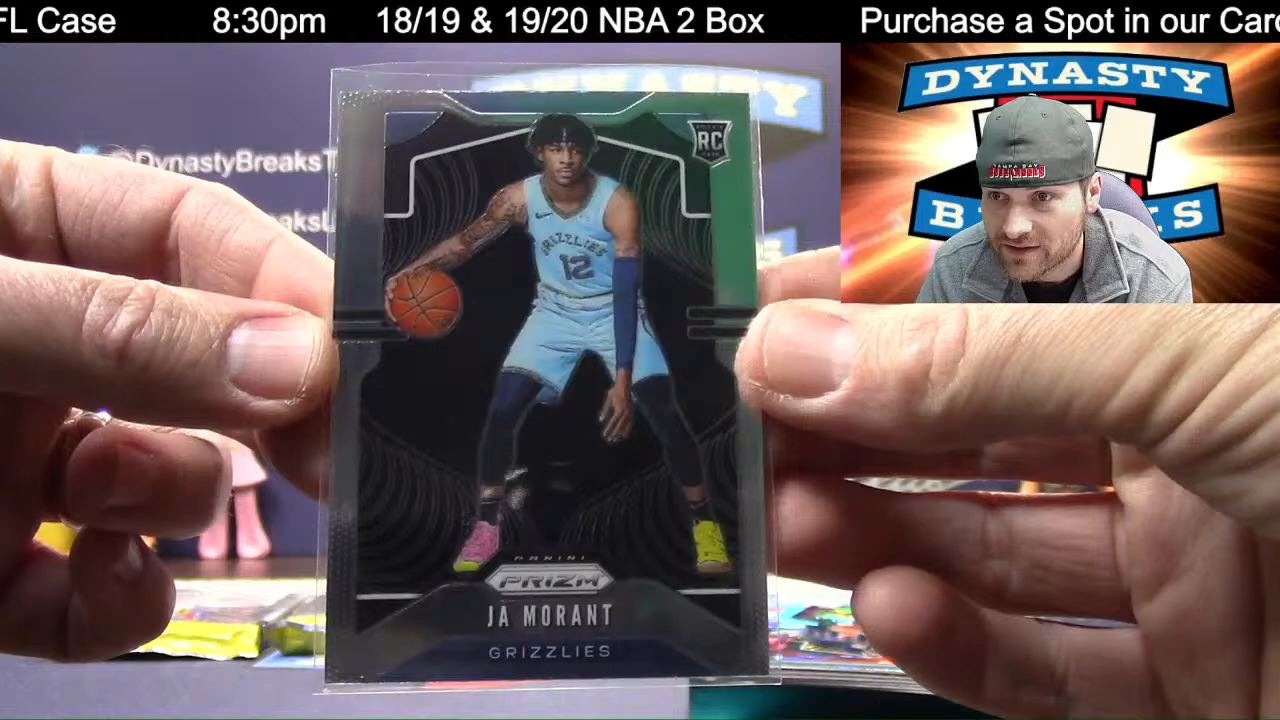 FL Case 8:30pm 18/19 & 19/20 NBA 2 Box Purchase a Spot in our Car
@DynastyBreaksT
DYNASTY
RC
GRIZZLIES
12
PANINI
PRIZM
JA MORANT
GRIZZLIES